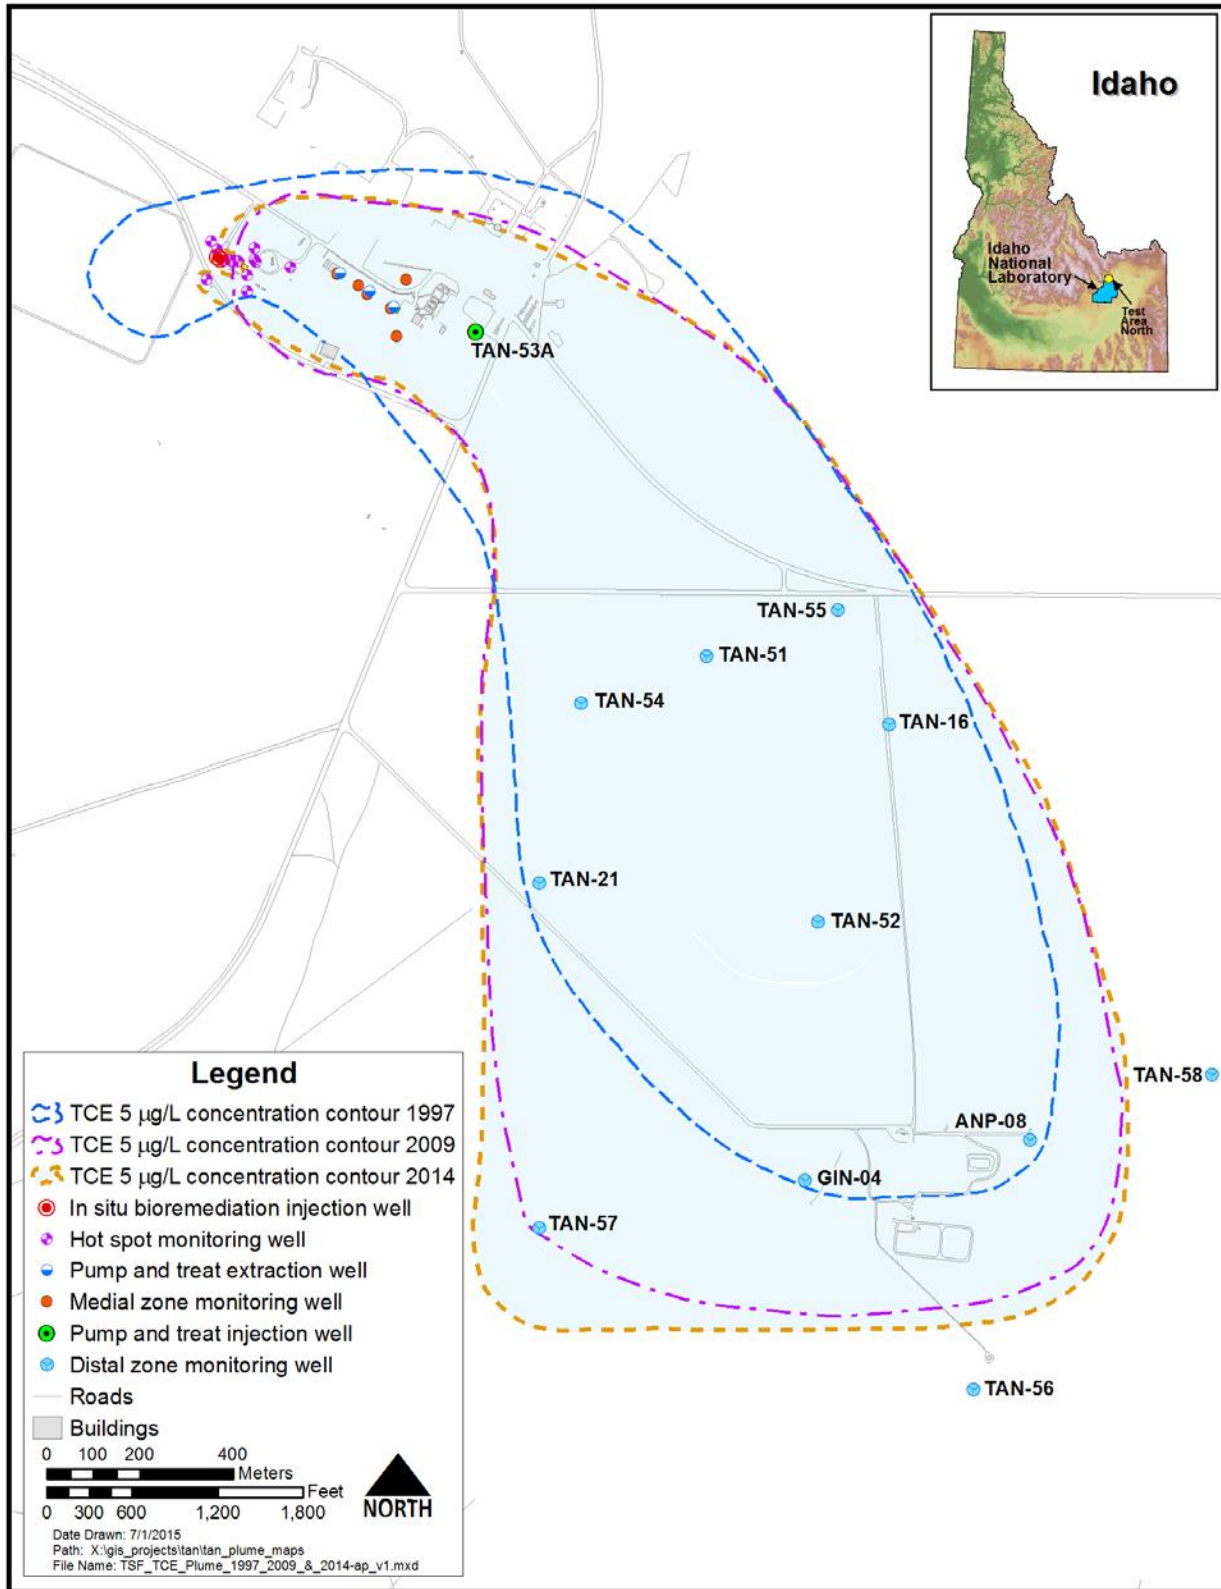 Idaho
Idaho
National
Laboratory
Test
Area
North
TAN-53A
TAN-55
TAN-51
TAN-54
TAN-16
TAN-21
TAN-52
TAN-58
ANP-08
GIN-04
TAN-57
TAN-56
Legend
TCE 5 μg/L concentration contour 1997
TCE 5 μg/L concentration contour 2009
TCE 5 μg/L concentration contour 2014
In situ bioremediation injection well
Hot spot monitoring well
Pump and treat extraction well
Medial zone monitoring well
Pump and treat injection well
Distal zone monitoring well
Roads
Buildings
0 100 200 400
Meters
Feet
0 300 600 1,200 1,800
NORTH
Date Drawn: 7/1/2015
Path: X:\gis_projects\tan\tan_plume_maps
File Name: TSF_TCE_Plume_1997_2009_&_2014-ap_v1.mxd